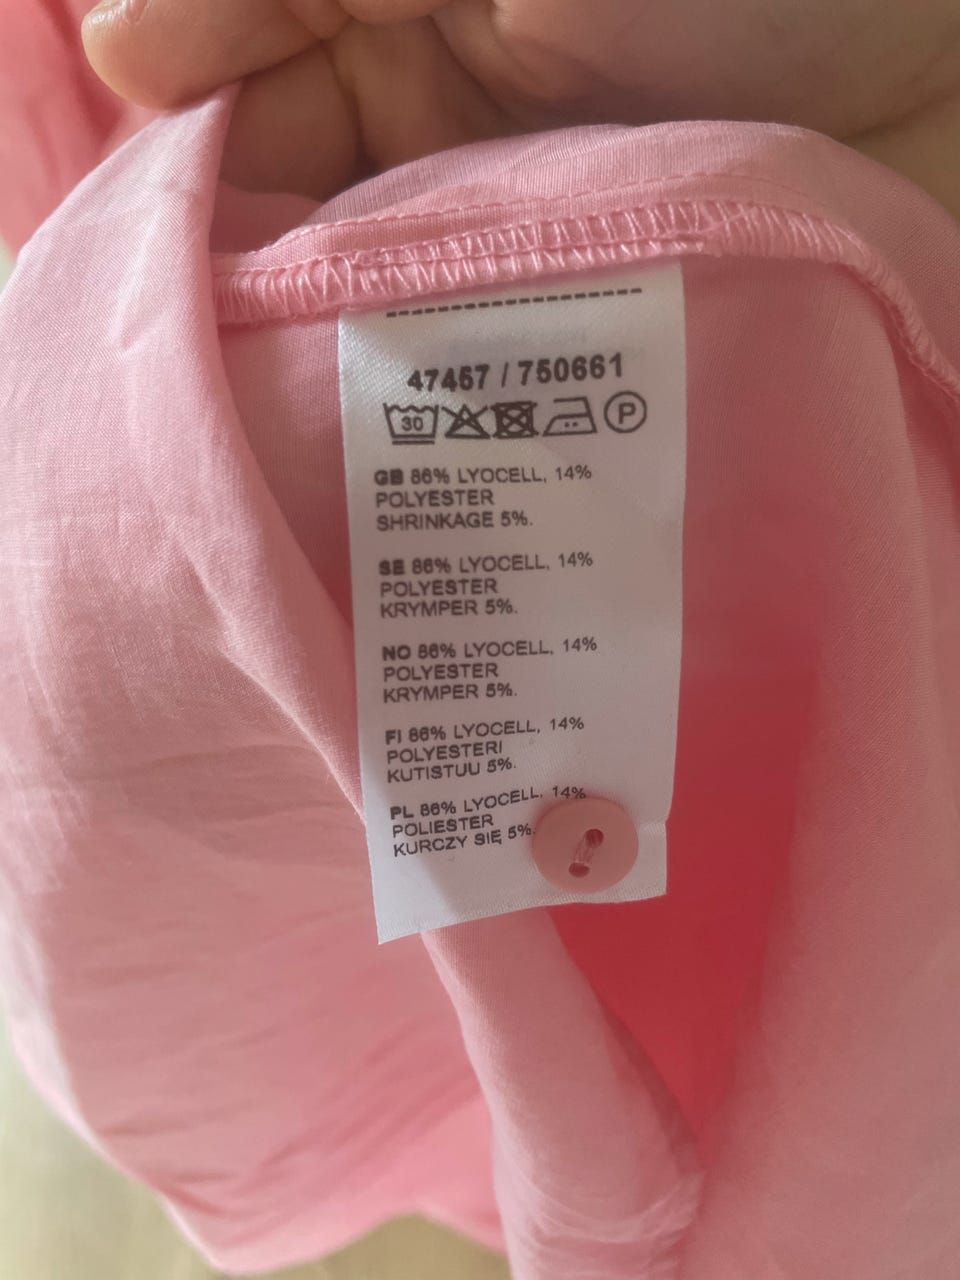 47457 / 750661
30 P
GB 86% LYOCELL, 14%
POLYESTER
SHRINKAGE 5%.
SE 86% LYOCELL, 14%
POLYESTER
KRYMPER 5%.
NO 86% LYOCELL, 14%
POLYESTER
KRYMPER 5%.
FI 86% LYOCELL, 14%
POLYESTERI
KUTISTUU 5%.
PL 86% LYOCELL, 14%
POLIESTER
KURCZY SIĘ 5%.